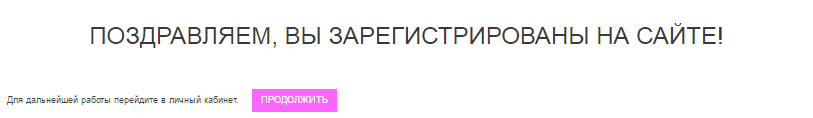 ПОЗДРАВЛЯЕМ, ВЫ ЗАРЕГИСТРИРОВАНЫ НА САЙТЕ!
Для дальнейшей работы перейдите в личный кабинет. ПРОДОЛЖИТЬ